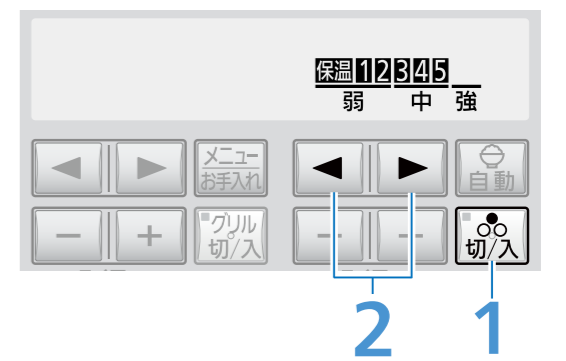 保温12345
弱 中 強
◀ ▶ メニュー お手入れ ◀ ▶ 自動
− + グリル 切/入 − + 切/入
2 1